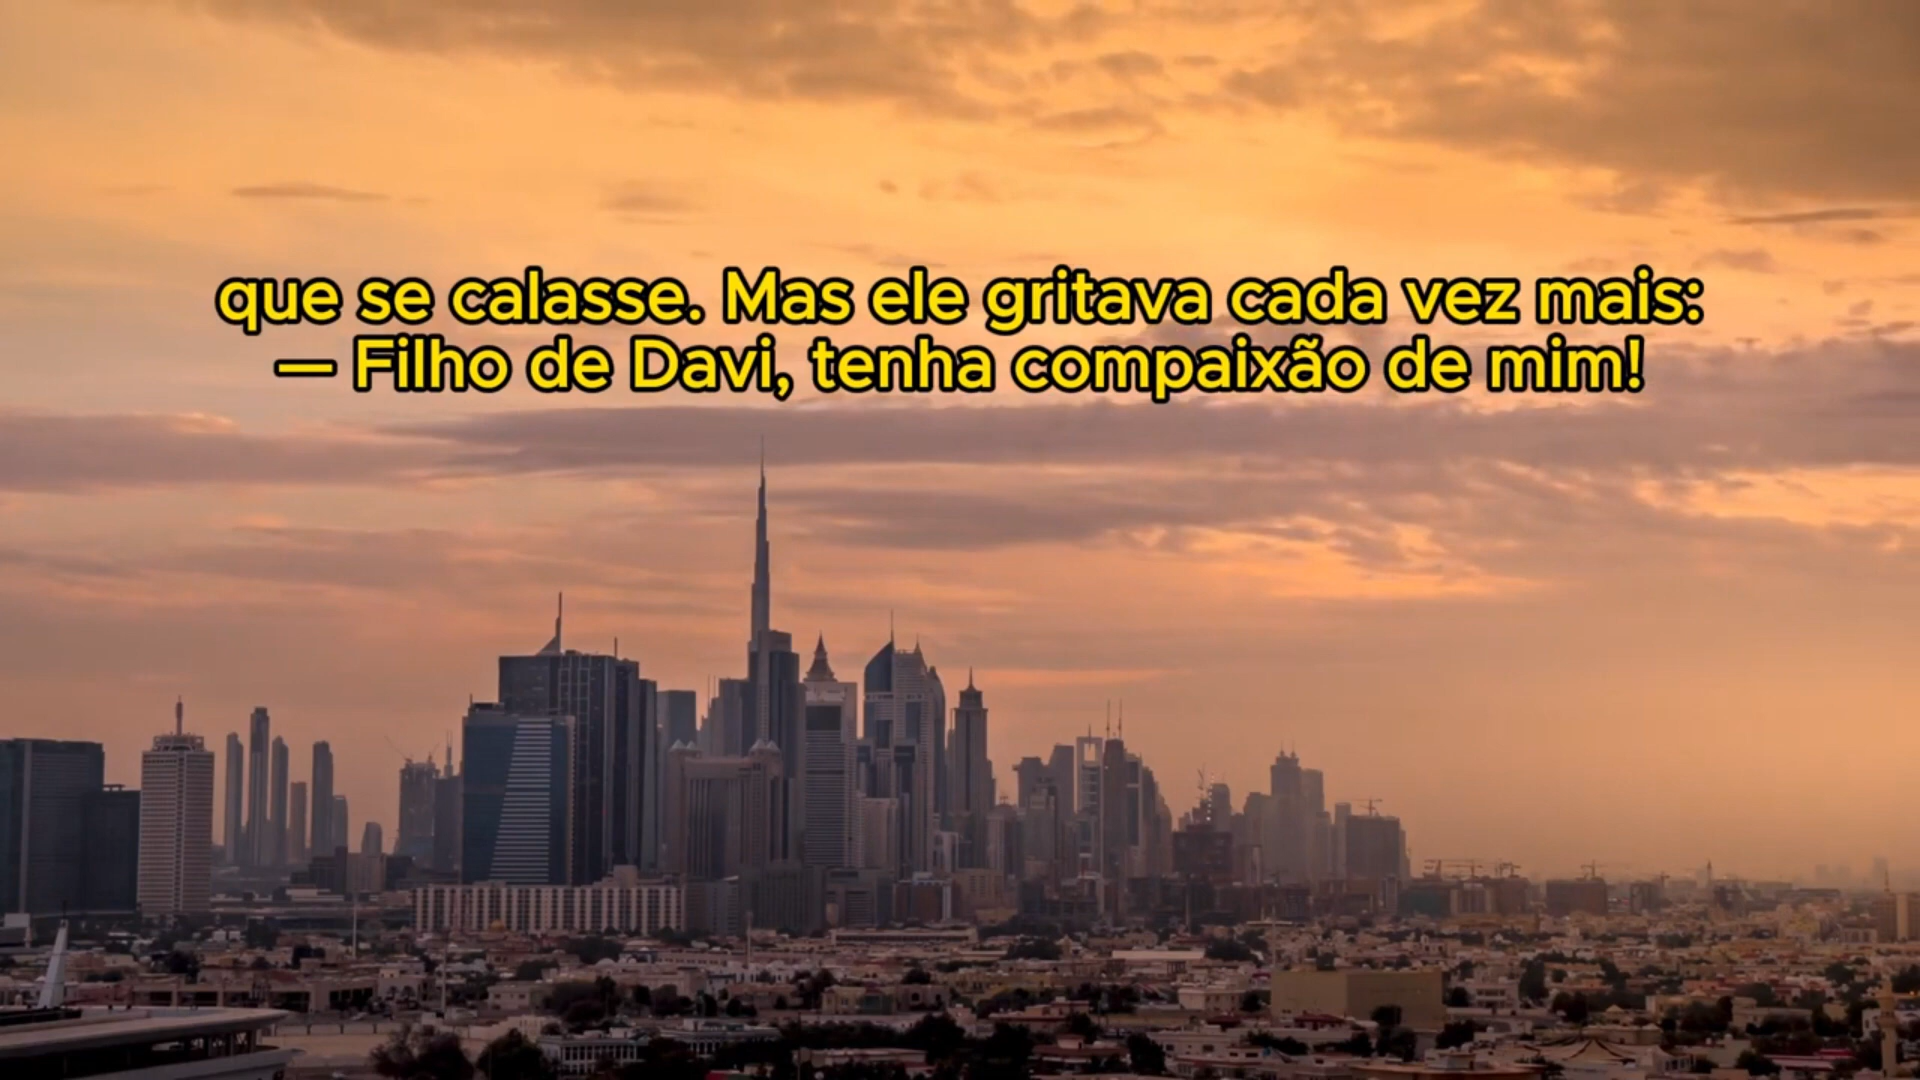 que se calasse. Mas ele gritava cada vez mais:
— Filho de Davi, tenha compaixão de mim!